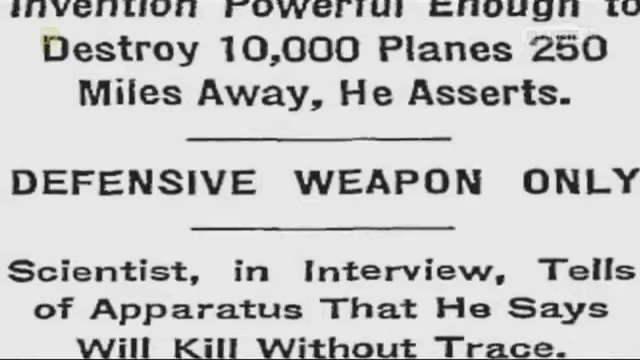 Invention Powerful Enough to
Destroy 10,000 Planes 250
Miles Away, He Asserts.
DEFENSIVE WEAPON ONLY
Scientist, in Interview, Tells
of Apparatus That He Says
Will Kill Without Trace.